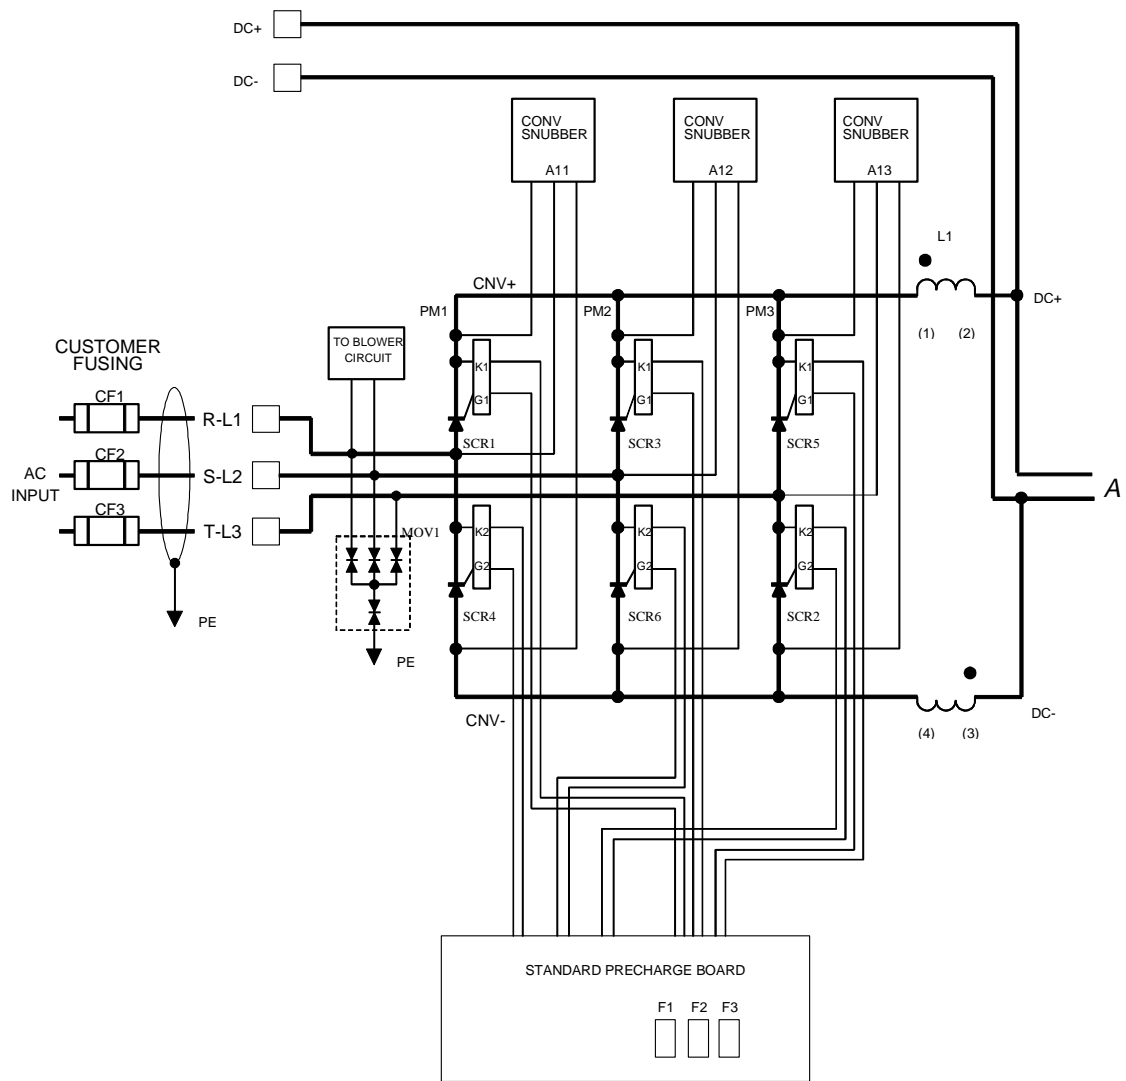 DC+
DC-
CONV
SNUBBER
A11
CONV
SNUBBER
A12
CONV
SNUBBER
A13
L1
CNV+
DC+
PM1
PM2
PM3
(1)
(2)
TO BLOWER
CIRCUIT
CUSTOMER
FUSING
K1
K1
K1
CF1
G1
G1
G1
R-L1
SCR1
SCR3
SCR5
CF2
AC
INPUT
S-L2
A
CF3
T-L3
MOV1
K2
K2
K2
G2
G2
G2
PE
SCR4
SCR6
SCR2
PE
CNV-
DC-
(4)
(3)
STANDARD PRECHARGE BOARD
F1
F2
F3